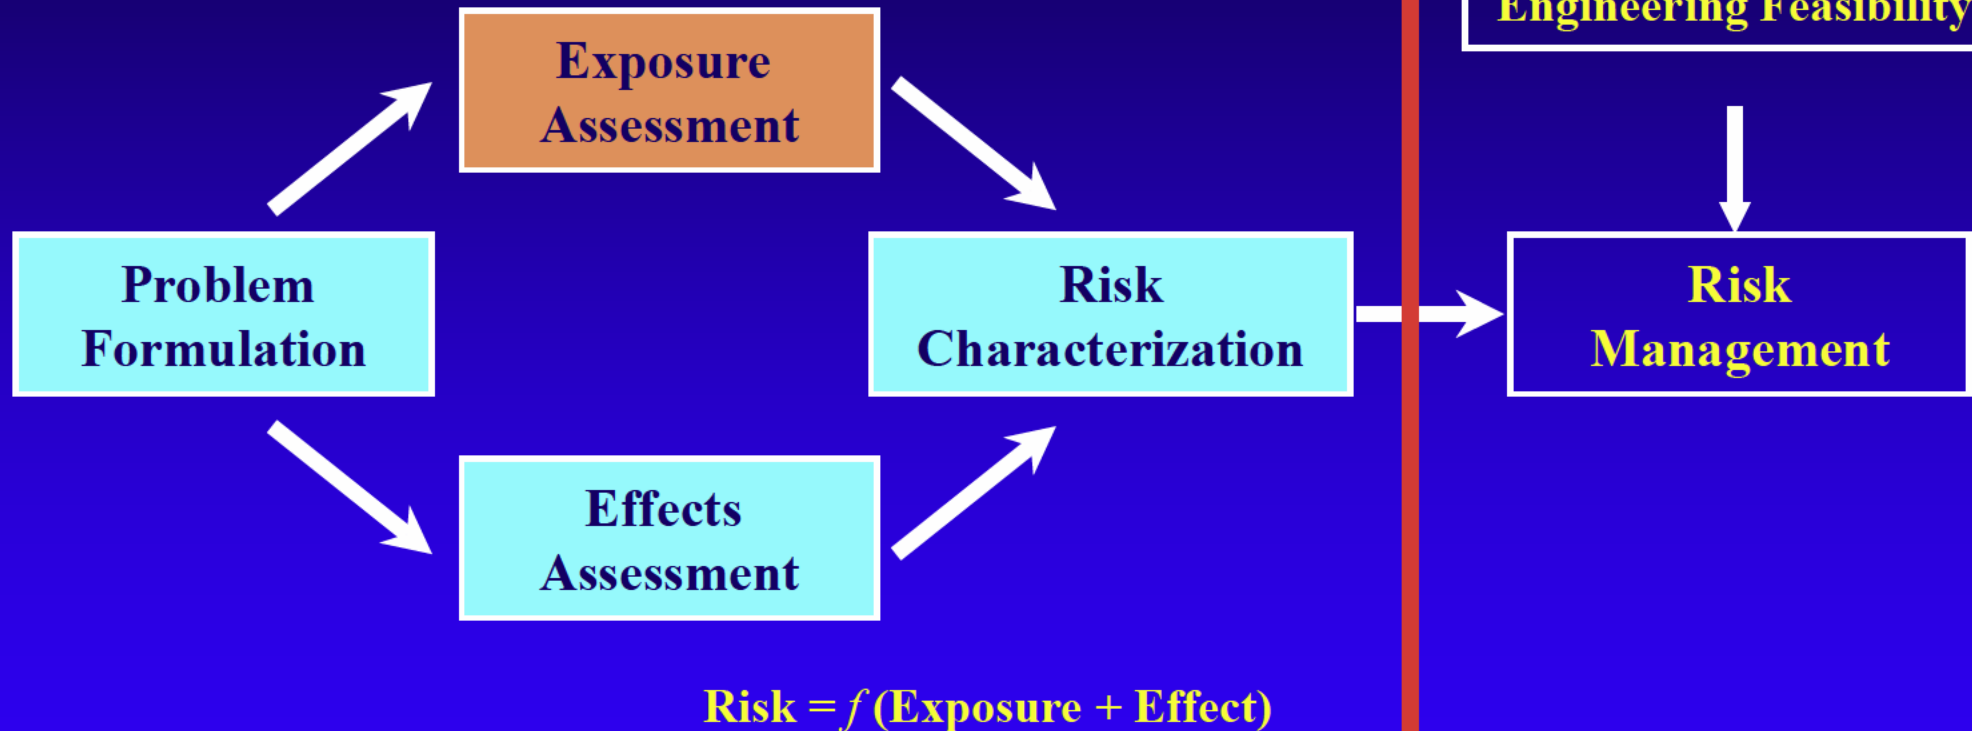 Engineering Feasibility
Exposure
Assessment
Problem
Formulation
Risk
Characterization
Risk
Management
Effects
Assessment
Risk = f (Exposure + Effect)